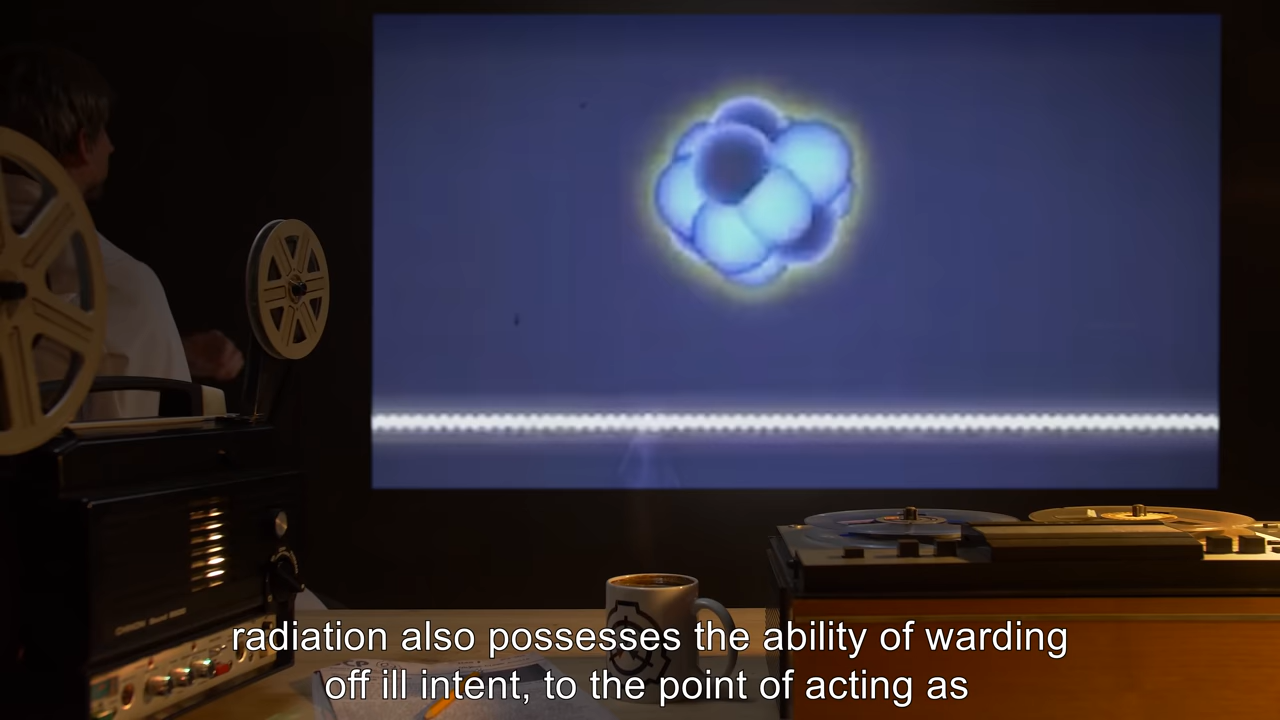 radiation also possesses the ability of warding
off ill intent, to the point of acting as